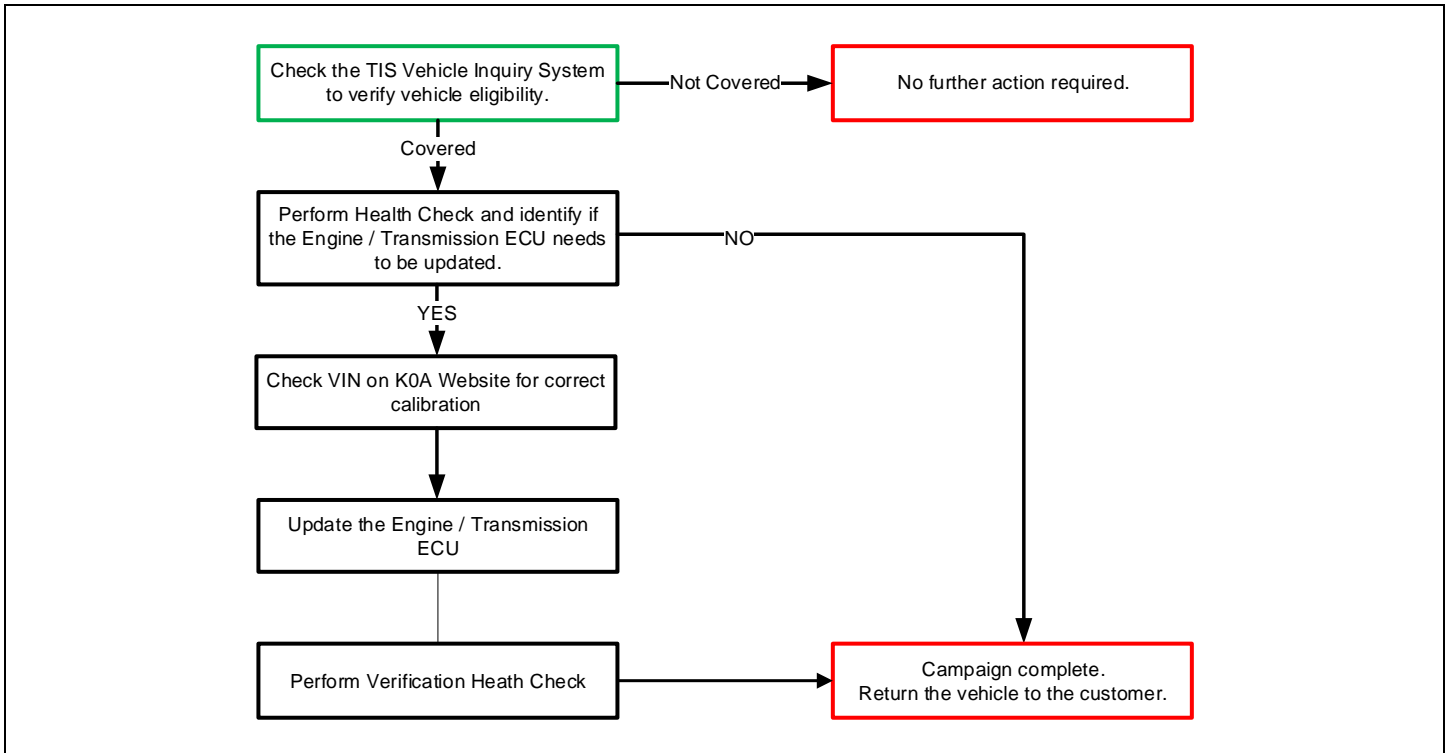 Check the TIS Vehicle Inquiry System
to verify vehicle eligibility.
Not Covered
No further action required.
Covered
Perform Health Check and identify if
the Engine / Transmission ECU needs
to be updated.
NO
YES
Check VIN on K0A Website for correct
calibration
Update the Engine / Transmission
ECU
Perform Verification Heath Check
Campaign complete.
Return the vehicle to the customer.